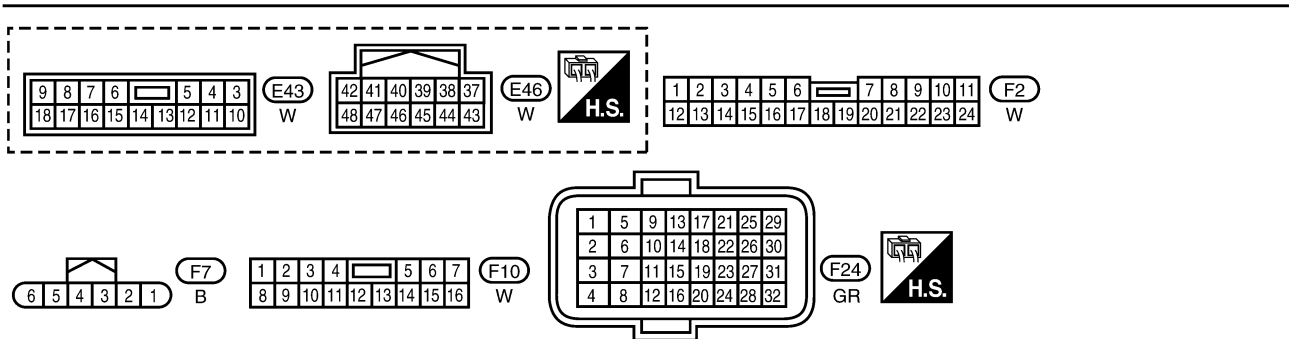 9 8 7 6 5 4 3
18 17 16 15 14 13 12 11 10
E43
W
42 41 40 39 38 37
48 47 46 45 44 43
E46
W
H.S.
1 2 3 4 5 6 7 8 9 10 11
12 13 14 15 16 17 18 19 20 21 22 23 24
F2
W
6 5 4 3 2 1
F7
B
1 2 3 4 5 6 7
8 9 10 11 12 13 14 15 16
F10
W
1 5 9 13 17 21 25 29
2 6 10 14 18 22 26 30
3 7 11 15 19 23 27 31
4 8 12 16 20 24 28 32
F24
GR
H.S.